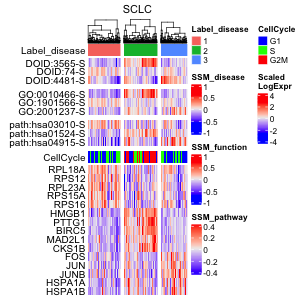 SCLC
Label_disease
DOID:3565-S
DOID:74-S
DOID:4481-S
GO:0010466-S
GO:1901566-S
GO:2001237-S
path:hsa03010-S
path:hsa01524-S
path:hsa04915-S
CellCycle
RPL18A
RPS12
RPL23A
RPS15A
RPS16
HMGB1
PTTG1
BIRC5
MAD2L1
CKS1B
FOS
JUN
JUNB
HSPA1A
HSPA1B
Label_disease
1
2
3
SSM_disease
1
0.5
0
-0.5
-1
SSM_function
1
0.5
0
-0.5
-1
SSM_pathway
0.4
0.2
0
-0.2
-0.4
CellCycle
G1
S
G2M
Scaled
LogExpr
4
2
0
-2
-4